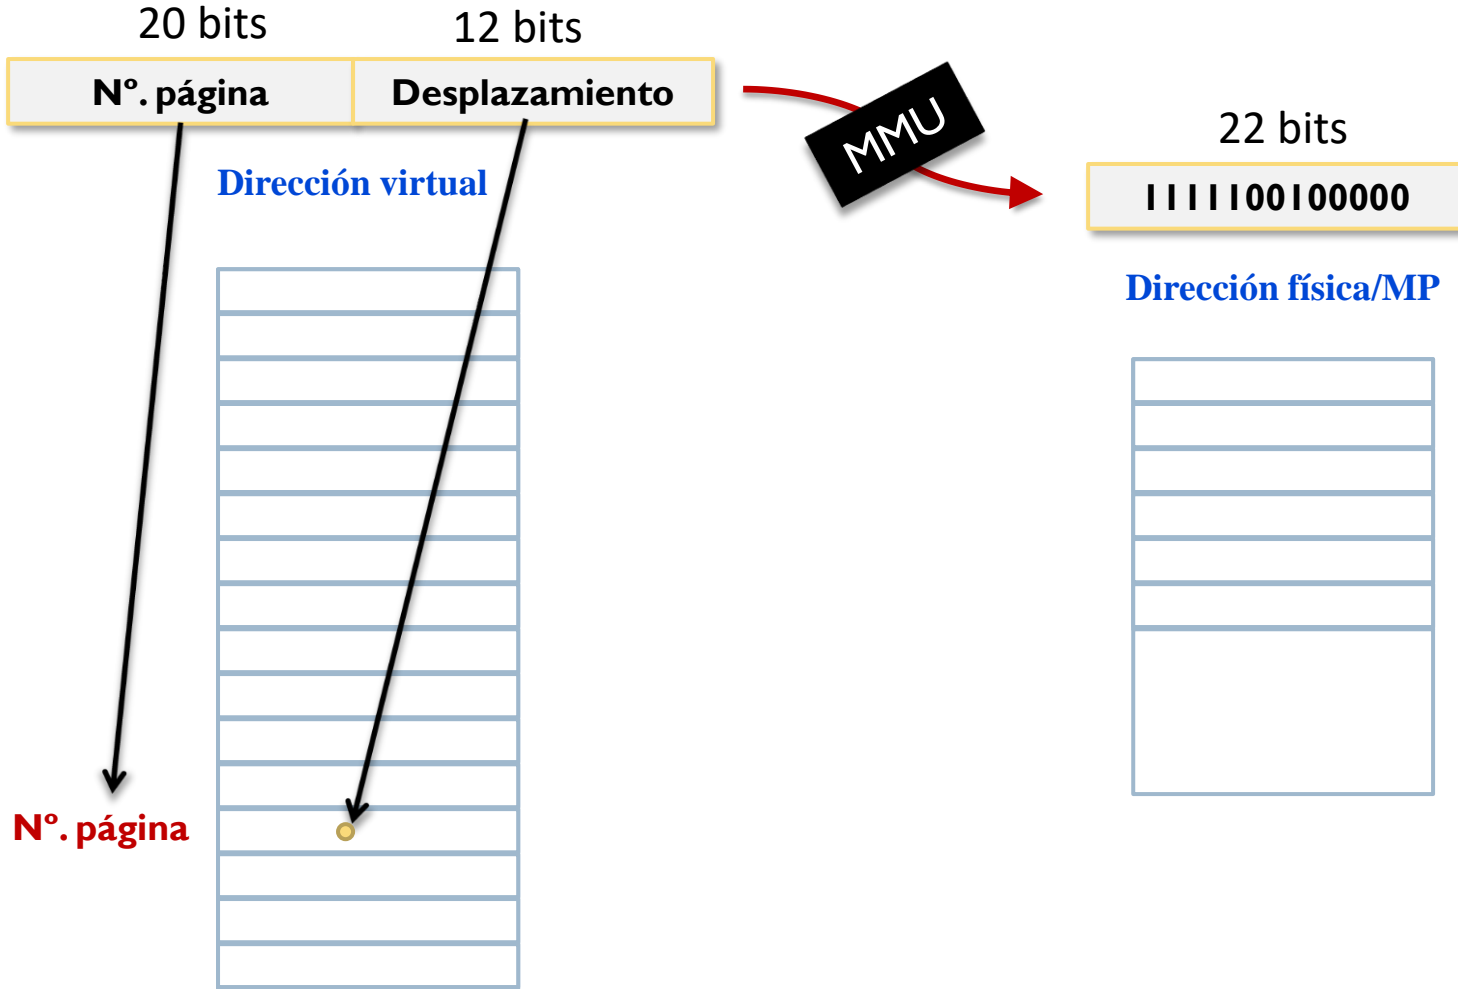 20 bits
12 bits
Nº. página
Desplazamiento
MMU
22 bits
1111100100000
Dirección virtual
Dirección física/MP
Nº. página